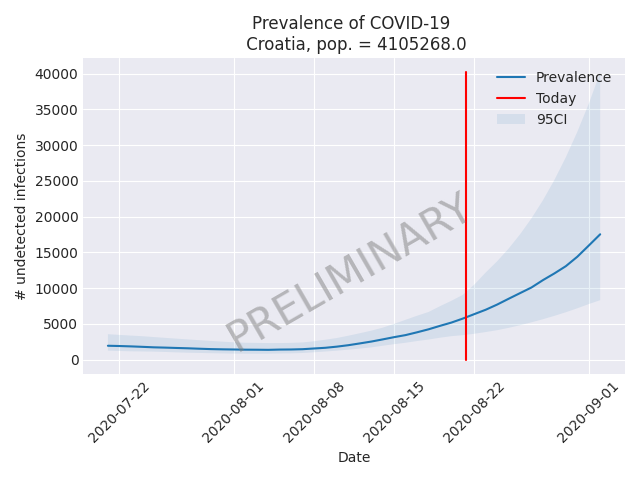 Prevalence of COVID-19
Croatia, pop. = 4105268.0
40000
35000
30000
25000
20000
15000
10000
5000
0
# undetected infections
Prevalence
Today
95CI
PRELIMINARY
2020-07-22
2020-08-01
2020-08-08
2020-08-15
2020-08-22
2020-09-01
Date